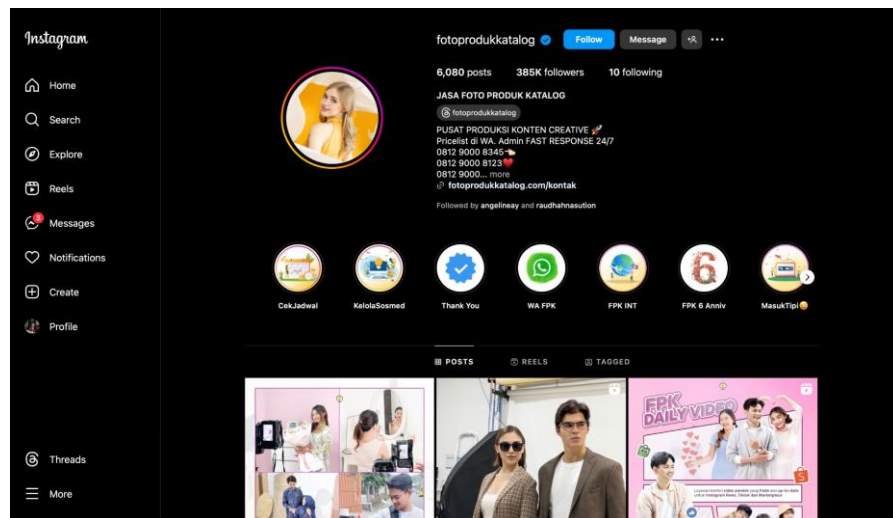 Instagram
Home
Search
Explore
Reels
3
Messages
Notifications
Create
Profile
Threads
More
fotoprodukkatalog Follow Message
6,080 posts 385K followers 10 following
JASA FOTO PRODUK KATALOG
fotoprodukkatalog
PUSAT PRODUKSI KONTEN CREATIVE 🚀
Pricelist di WA. Admin FAST RESPONSE 24/7
0812 9000 8345👈🏻
0812 9000 8123❤️
0812 9000... more
fotoprodukkatalog.com/kontak
Followed by angelineay and raudhahnasution
6
CekJadwal KelolaSosmed Thank You WA FPK FPK INT FPK 6 Anniv MasukTipi😜
POSTS REELS TAGGED
FPK
DAILY VIDEO